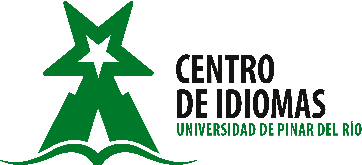 CENTRO
DE IDIOMAS
UNIVERSIDAD DE PINAR DEL RÍO